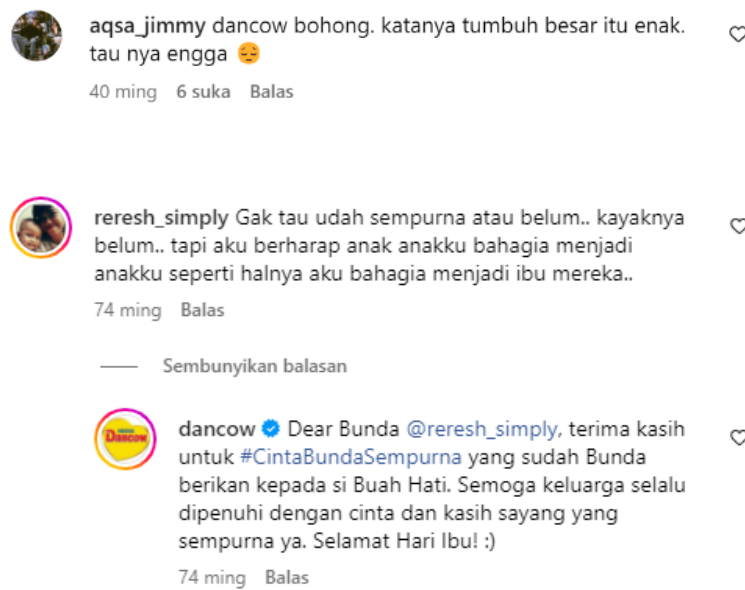 aqsa_jimmy dancow bohong. katanya tumbuh besar itu enak.
tau nya engga 😔
40 ming 6 suka Balas
reresh_simply Gak tau udah sempurna atau belum.. kayaknya
belum.. tapi aku berharap anak anakku bahagia menjadi
anakku seperti halnya aku bahagia menjadi ibu mereka..
74 ming Balas
Sembunyikan balasan
Dancow
dancow Dear Bunda @reresh_simply, terima kasih
untuk #CintaBundaSempurna yang sudah Bunda
berikan kepada si Buah Hati. Semoga keluarga selalu
dipenuhi dengan cinta dan kasih sayang yang
sempurna ya. Selamat Hari Ibu! :)
74 ming Balas